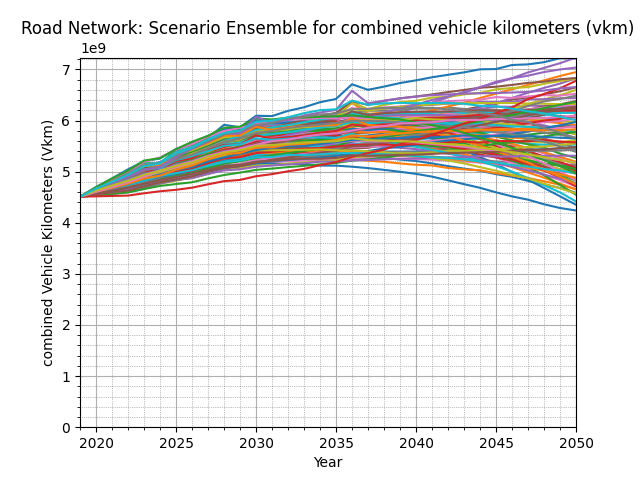 Road Network: Scenario Ensemble for combined vehicle kilometers (vkm)
1e9
7
6
5
4
3
2
1
0
combined Vehicle Kilometers (Vkm)
2020 2025 2030 2035 2040 2045 2050
Year